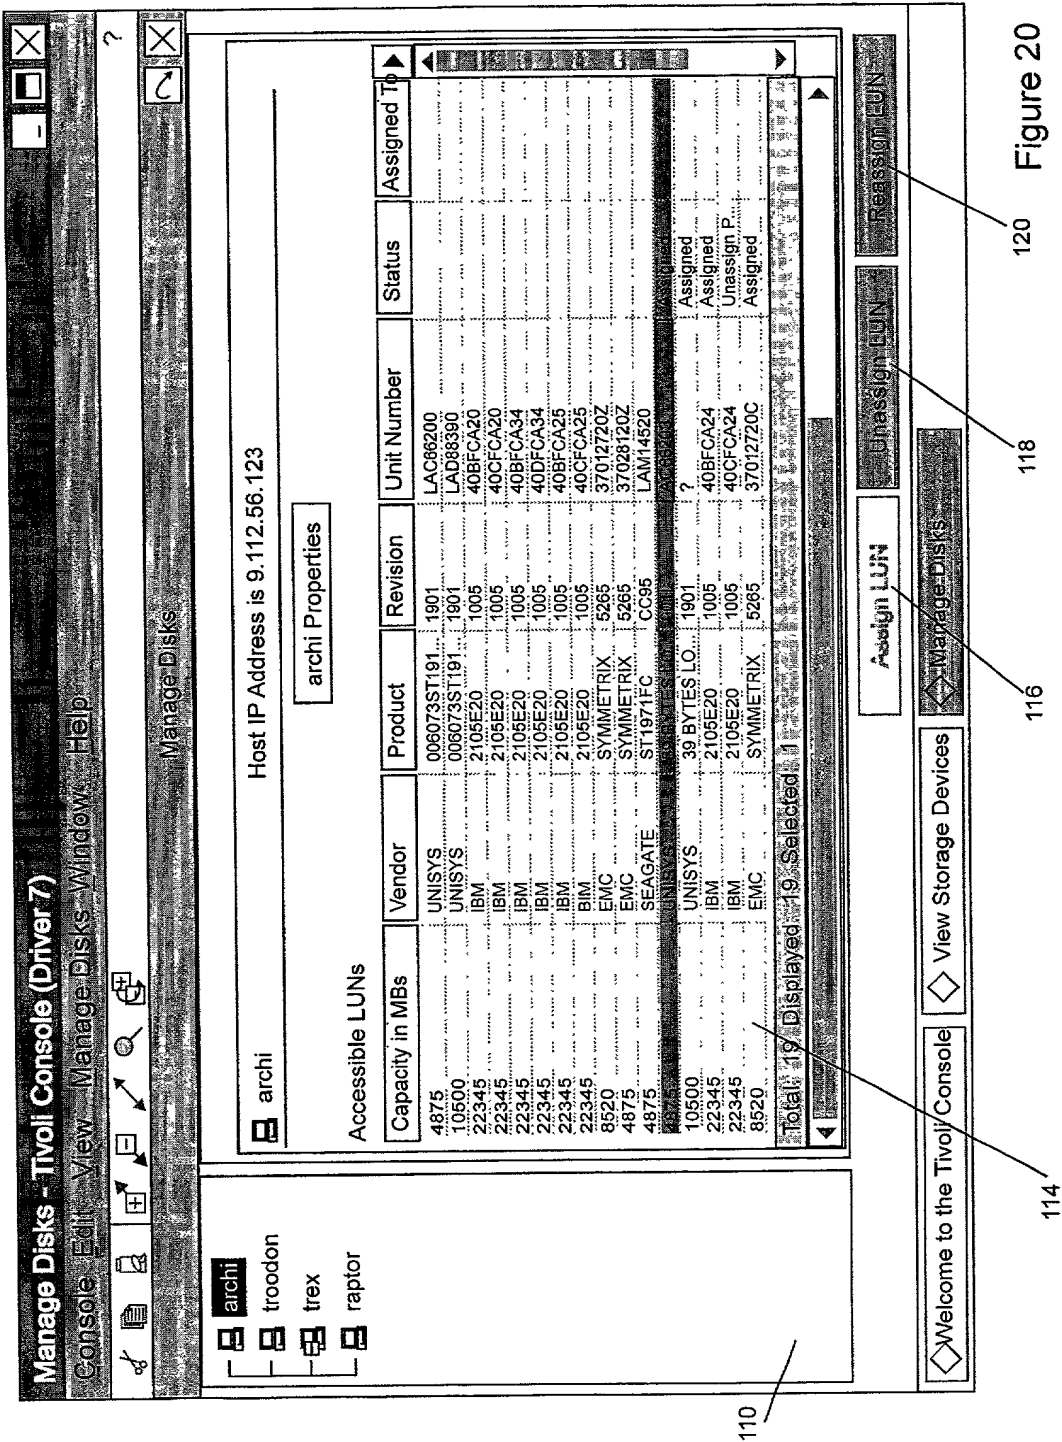 Manage Disks - Tivoli Console (Driver 7)
Console Edit View Manage Disks Window Help
?
Manage Disks
archi
troodon
trex
raptor
archi
Host IP Address is 9.112.56.123
archi Properties
Accessible LUNs
Capacity in MBs Vendor Product Revision Unit Number Status Assigned To
4875 UNISYS 006073ST191... 1901 LAC86200
10500 UNISYS 006073ST191... 1901 LAD88390
22345 IBM 2105E20 1005 40BFCA20
22345 IBM 2105E20 1005 40CFCA20
22345 IBM 2105E20 1005 40BFCA34
22345 IBM 2105E20 1005 40DFCA34
22345 IBM 2105E20 1005 40BFCA25
22345 BIM 2105E20 1005 40CFCA25
8520 EMC SYMMETRIX 5265 37012720Z
4875 EMC SYMMETRIX 5265 37028120Z
4875 SEAGATE ST1971FC CC95 LAM14520
4875 UNISYS Assigned
10500 UNISYS 39 BYTES LO... 1901 ? Assigned
22345 IBM 2105E20 1005 40BFCA24 Assigned
22345 IBM 2105E20 1005 40CFCA24 Unassign P...
8520 EMC SYMMETRIX 5265 37012720C Assigned
Total: 19 Displayed: 19 Selected: 1
Assign LUN Unassign LUN Reassign LUN
Welcome to the Tivoli Console View Storage Devices Manage Disks
110
114
116
118
120
Figure 20